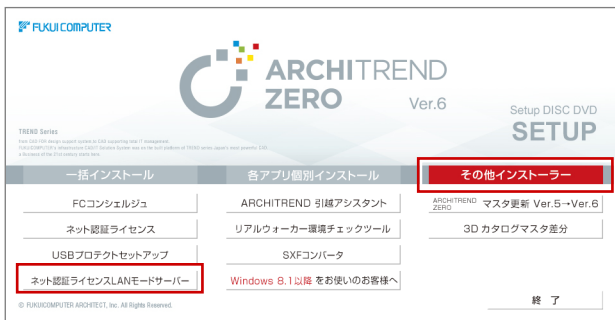 FUKUI COMPUTER
ARCHITREND
ZERO Ver.6
Setup DISC DVD
SETUP
TREND Series
一括インストール
各アプリ個別インストール
その他インストーラー
FCコンシェルジュ
ARCHITREND 引越アシスタント
ARCHITREND ZERO マスタ更新 Ver.5→Ver.6
ネット認証ライセンス
リアルウォーカー環境チェックツール
3D カタログマスタ差分
USBプロテクトセットアップ
SXFコンバータ
ネット認証ライセンスLANモードサーバー
Windows 8.1以降 をお使いのお客様へ
© FUKUICOMPUTER ARCHITECT, Inc. All Rights Reserved.
終 了